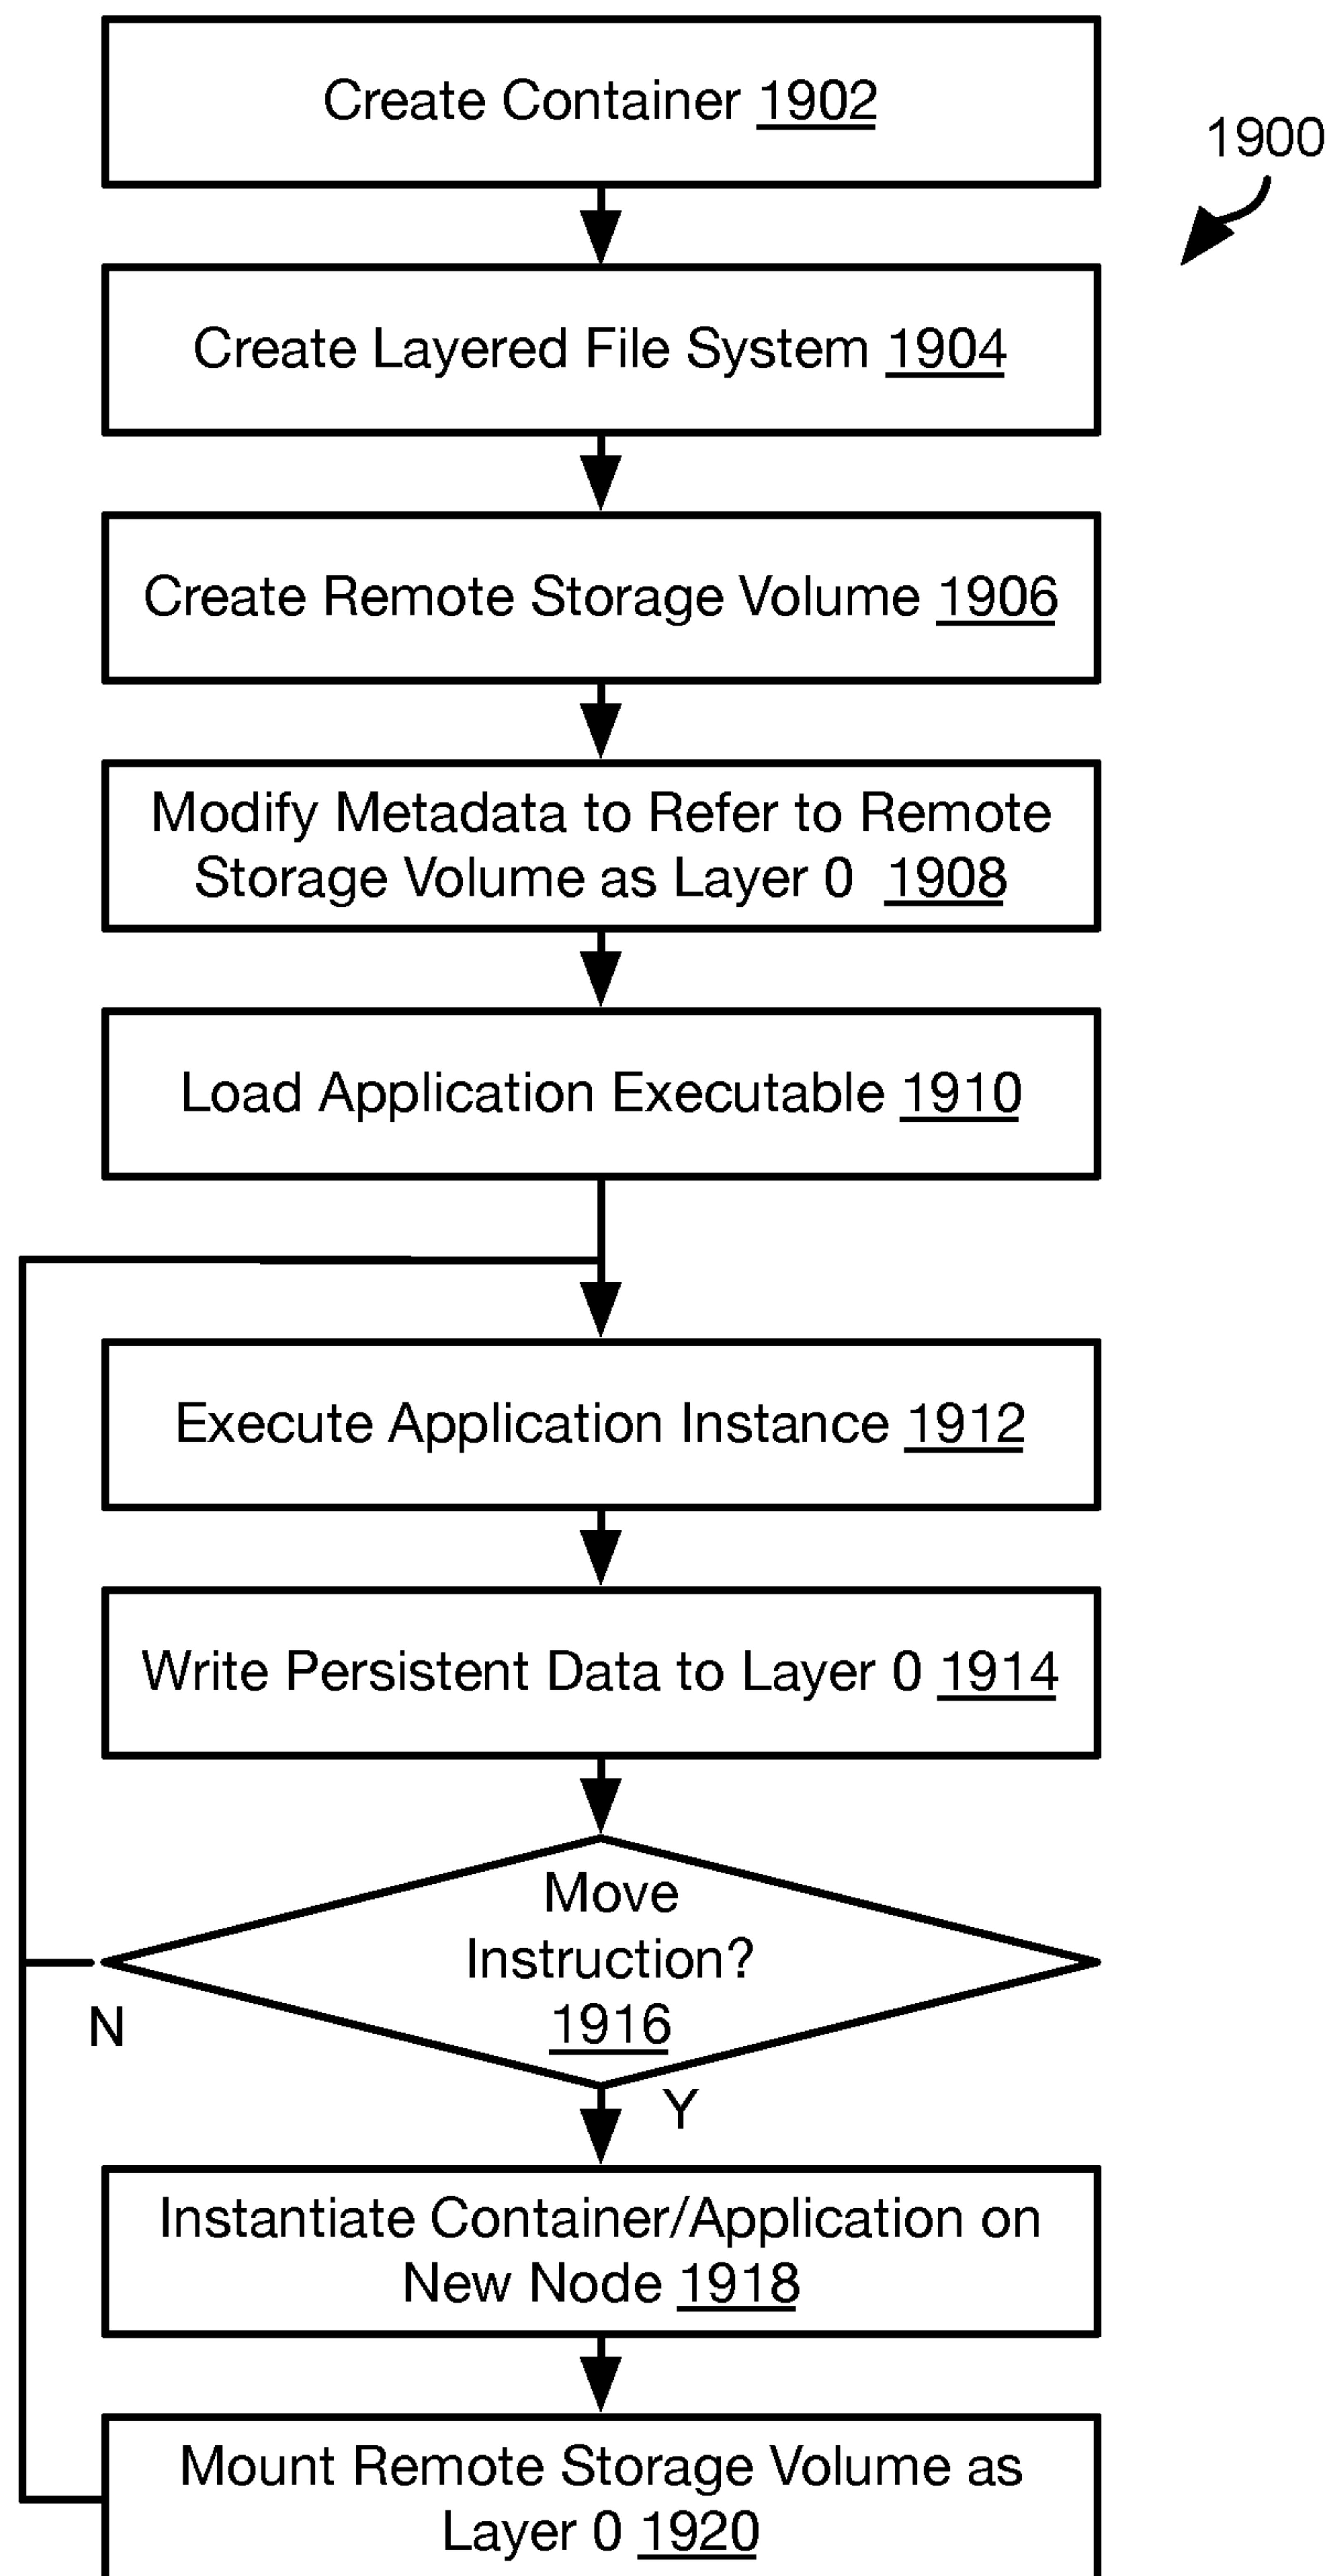 Create Container 1902
1900
Create Layered File System 1904
Create Remote Storage Volume 1906
Modify Metadata to Refer to Remote
Storage Volume as Layer 0 1908
Load Application Executable 1910
Execute Application Instance 1912
Write Persistent Data to Layer 0 1914
Move
Instruction?
1916
N
Y
Instantiate Container/Application on
New Node 1918
Mount Remote Storage Volume as
Layer 0 1920